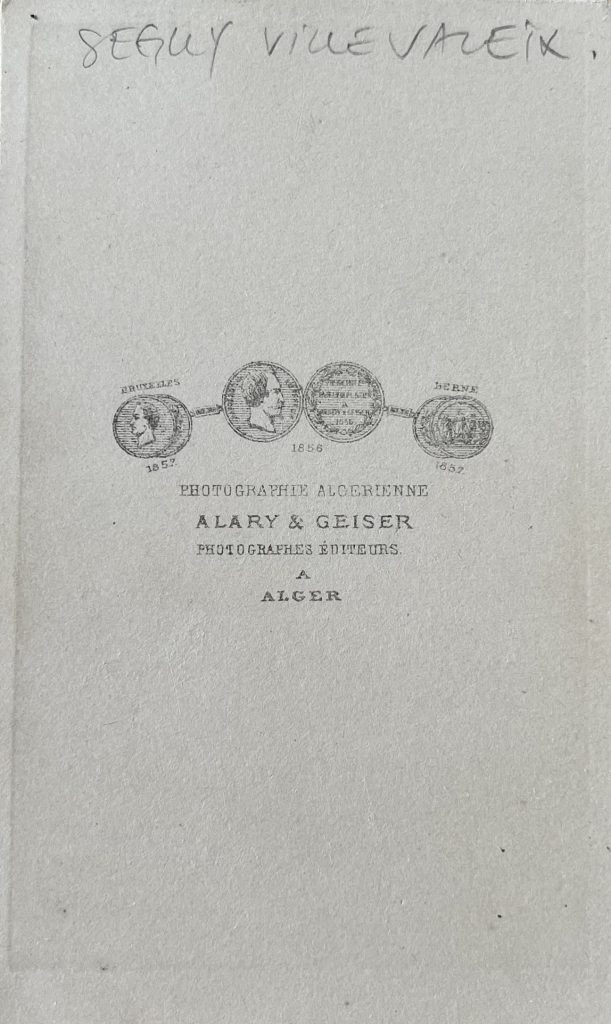 SEGUY VILLEVALEIX.
BRUXELLES
BERNE
1856
1857.
1857.
PHOTOGRAPHIE ALGERIENNE
ALARY & GEISER
PHOTOGRAPHES ÉDITEURS.
A
ALGER